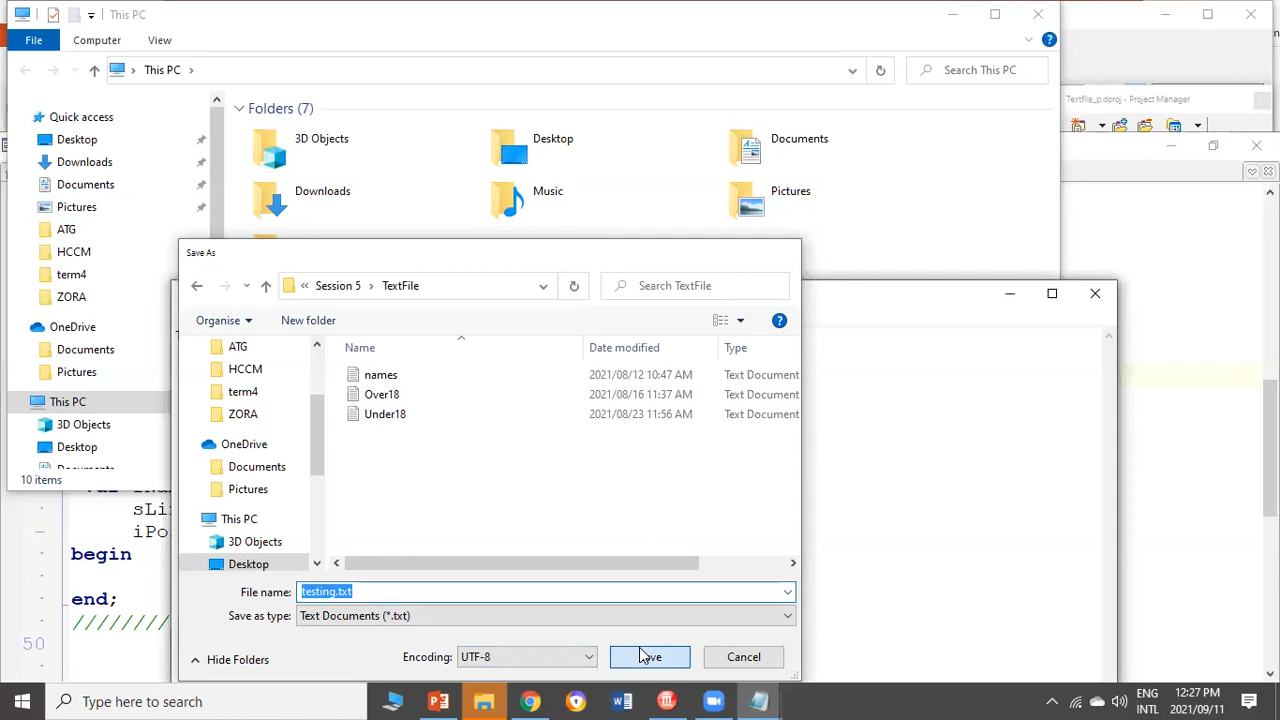 This PC
File Computer View
This PC
Search This PC
Quick access
Desktop
Downloads
Documents
Pictures
ATG
HCCM
term4
ZORA
OneDrive
Documents
Pictures
This PC
3D Objects
Desktop
10 items
Folders (7)
3D Objects
Desktop
Documents
Downloads
Music
Pictures
Textfile_p.dproj - Project Manager
Save As
Session 5 TextFile
Search TextFile
Organise New folder
ATG
HCCM
term4
ZORA
OneDrive
Documents
Pictures
This PC
3D Objects
Desktop
Name Date modified Type
names 2021/08/12 10:47 AM Text Document
Over18 2021/08/16 11:37 AM Text Document
Under18 2021/08/23 11:56 AM Text Document
File name: testing.txt
Save as type: Text Documents (*.txt)
Hide Folders
Encoding: UTF-8
Cancel
begin
end;
50
Type here to search
ENG
INTL
12:27 PM
2021/09/11